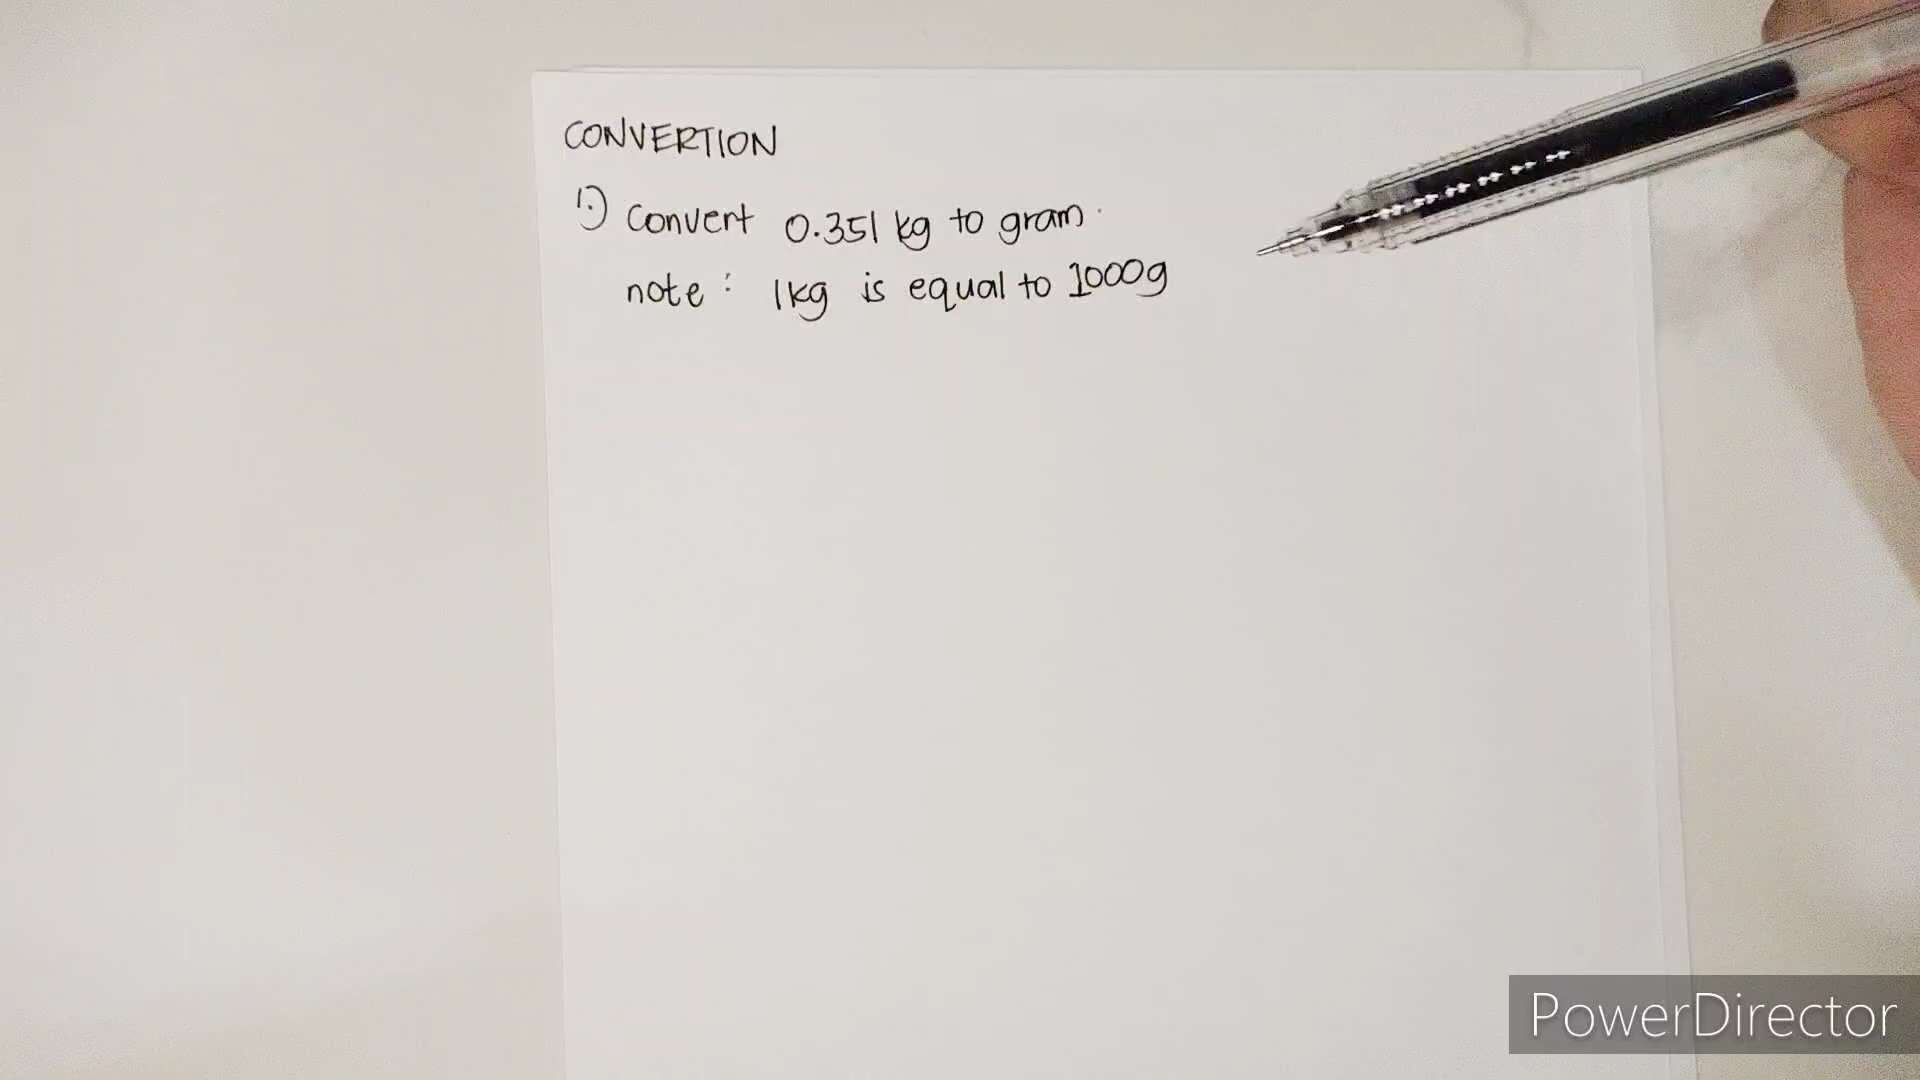 CONVERTION
1.) Convert 0.351 kg to gram.
note : 1kg is equal to 1000g
PowerDirector